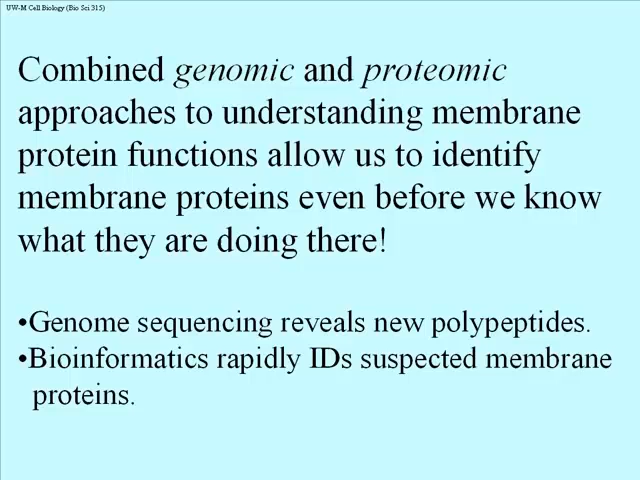 UW-M Cell Biology (Bio Sci 315)
Combined genomic and proteomic
approaches to understanding membrane
protein functions allow us to identify
membrane proteins even before we know
what they are doing there!
•Genome sequencing reveals new polypeptides.
•Bioinformatics rapidly IDs suspected membrane
proteins.